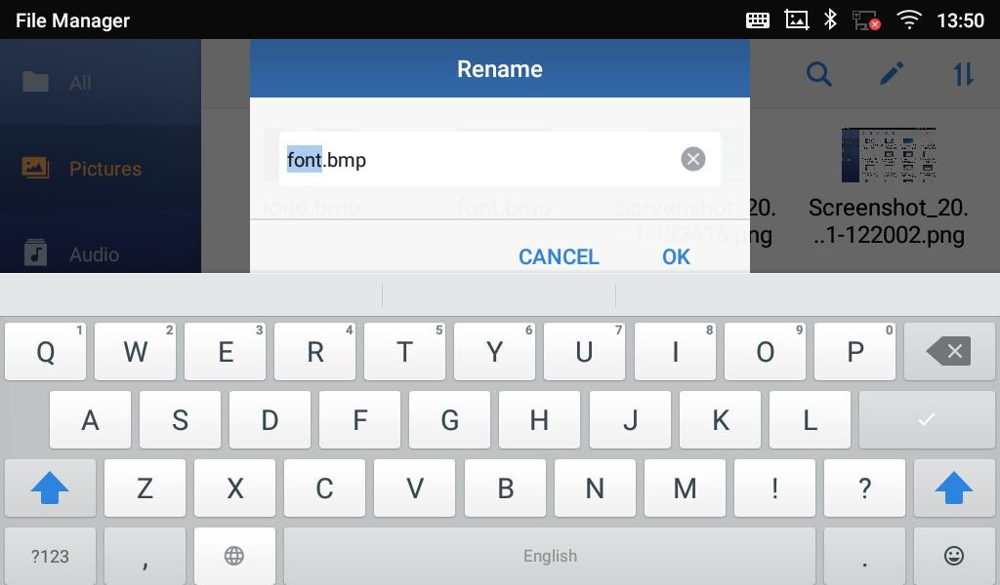 File Manager
13:50
Rename
All
Pictures
Audio
font.bmp
logo.bmp
font.bmp
Screenshot_20.
..1-133416.png
Screenshot_20.
..1-122002.png
CANCEL
OK
1 2 3 4 5 6 7 8 9 0
Q W E R T Y U I O P
A S D F G H J K L
Z X C V B N M ! ?
?123 , English .